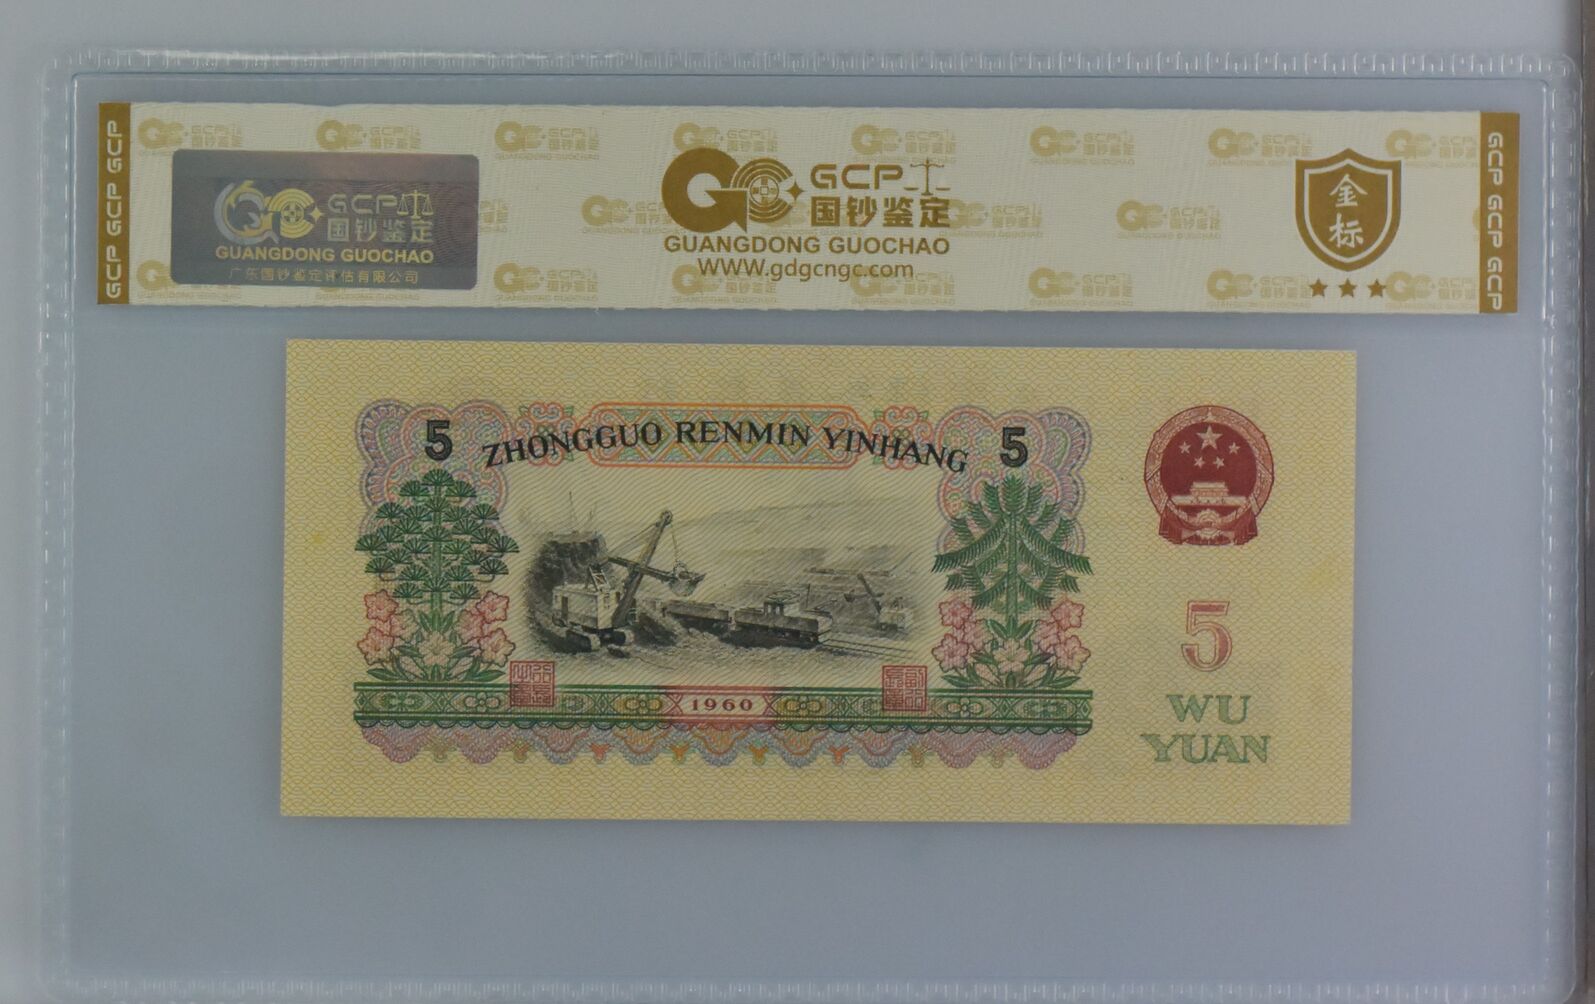 GCP GCP GCP
GCP
国钞鉴定
GUANGDONG GUOCHAO
广东国钞鉴定评估有限公司
GCP
国钞鉴定
GUANGDONG GUOCHAO
WWW.gdgcngc.com
金
标
GCP GCP GCP
5 ZHONGGUO RENMIN YINHANG 5
1960
5
WU
YUAN